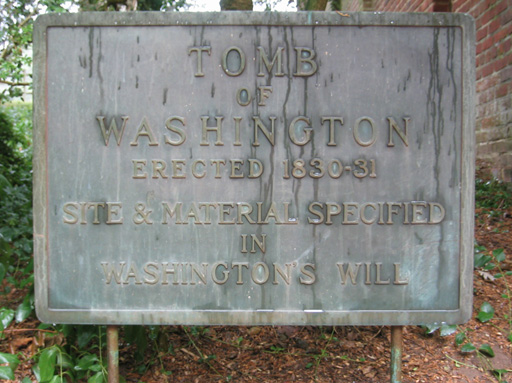 TOMB
OF
WASHINGTON
ERECTED 1830-31
SITE & MATERIAL SPECIFIED
IN
WASHINGTON'S WILL